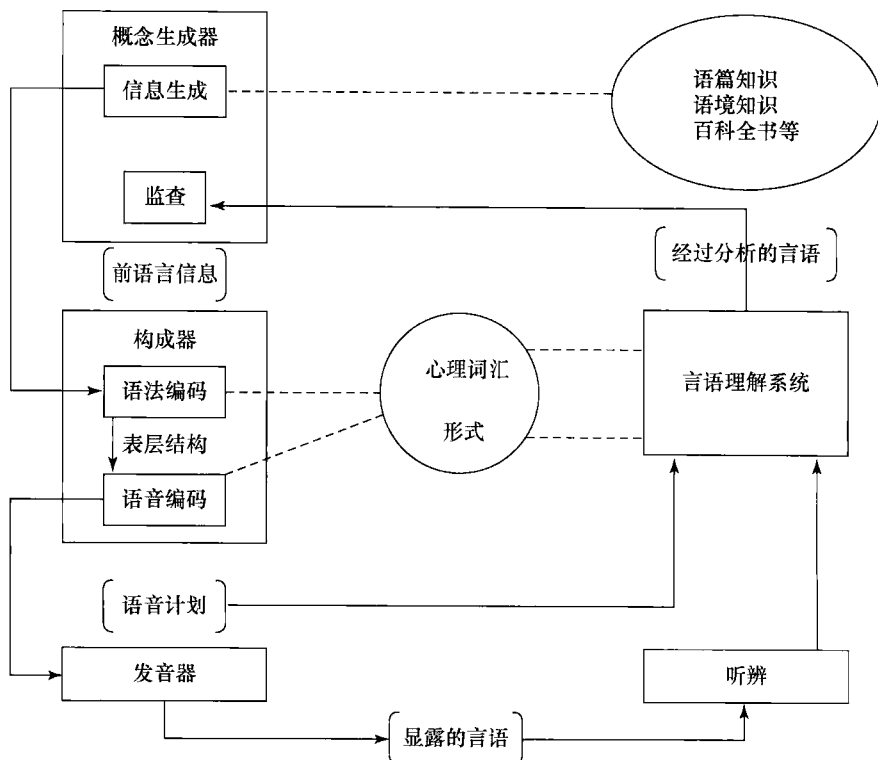 概念生成器
信息生成
语篇知识
语境知识
百科全书等
监查
前语言信息
经过分析的言语
构成器
语法编码
表层结构
语音编码
心理词汇
形式
言语理解系统
语音计划
发音器
听辨
显露的言语